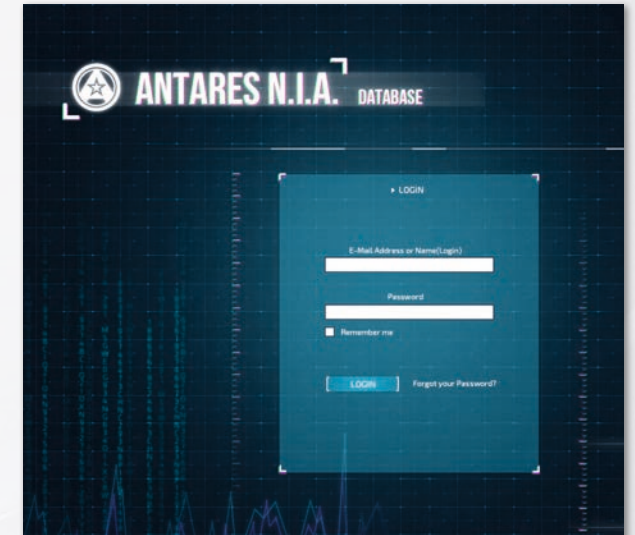 ANTARES N.I.A. DATABASE
LOGIN
E-Mail Address or Name(Login)
Password
Remember me
LOGIN Forgot your Password?